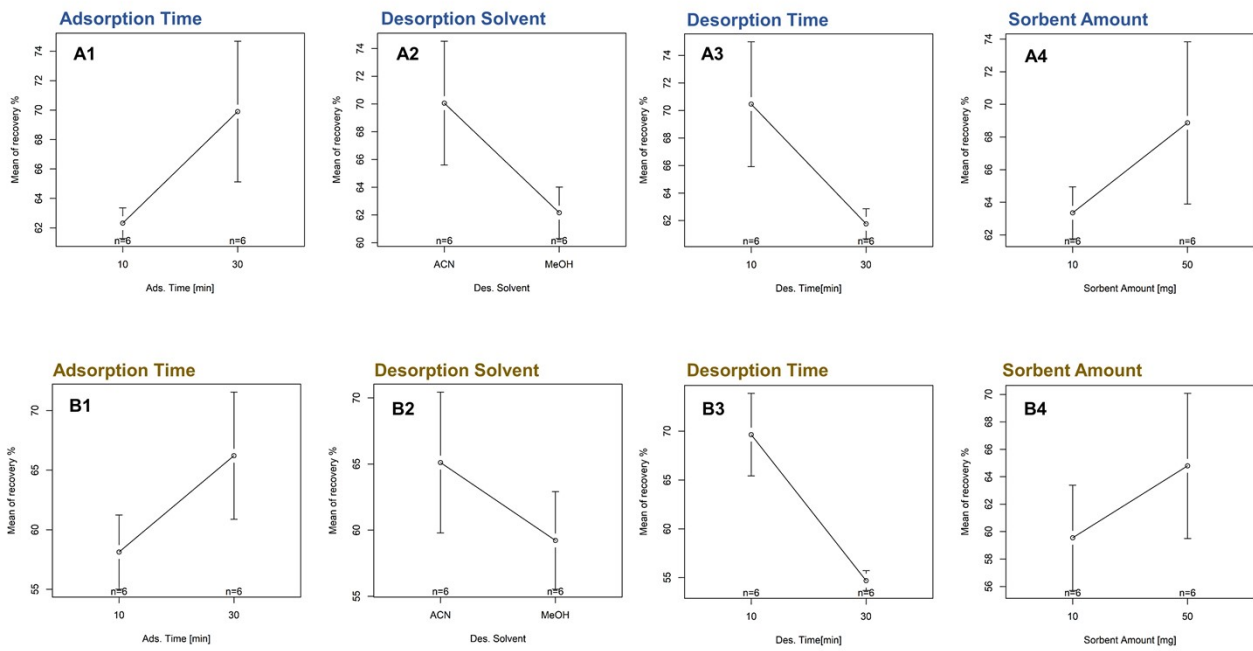 Adsorption Time
A1
Mean of recovery %
74
72
70
68
66
64
62
n=6
n=6
10
30
Ads. Time [min]
Desorption Solvent
A2
Mean of recovery %
74
72
70
68
66
64
62
60
n=6
n=6
ACN
MeOH
Des. Solvent
Desorption Time
A3
Mean of recovery %
74
72
70
68
66
64
62
n=6
n=6
10
30
Des. Time[min]
Sorbent Amount
A4
Mean of recovery %
74
72
70
68
66
64
62
n=6
n=6
10
50
Sorbent Amount [mg]
Adsorption Time
B1
Mean of recovery %
70
65
60
55
n=6
n=6
10
30
Ads. Time [min]
Desorption Solvent
B2
Mean of recovery %
70
65
60
55
n=6
n=6
ACN
MeOH
Des. Solvent
Desorption Time
B3
Mean of recovery %
70
65
60
55
n=6
n=6
10
30
Des. Time[min]
Sorbent Amount
B4
Mean of recovery %
70
68
66
64
62
60
58
56
n=6
n=6
10
50
Sorbent Amount [mg]